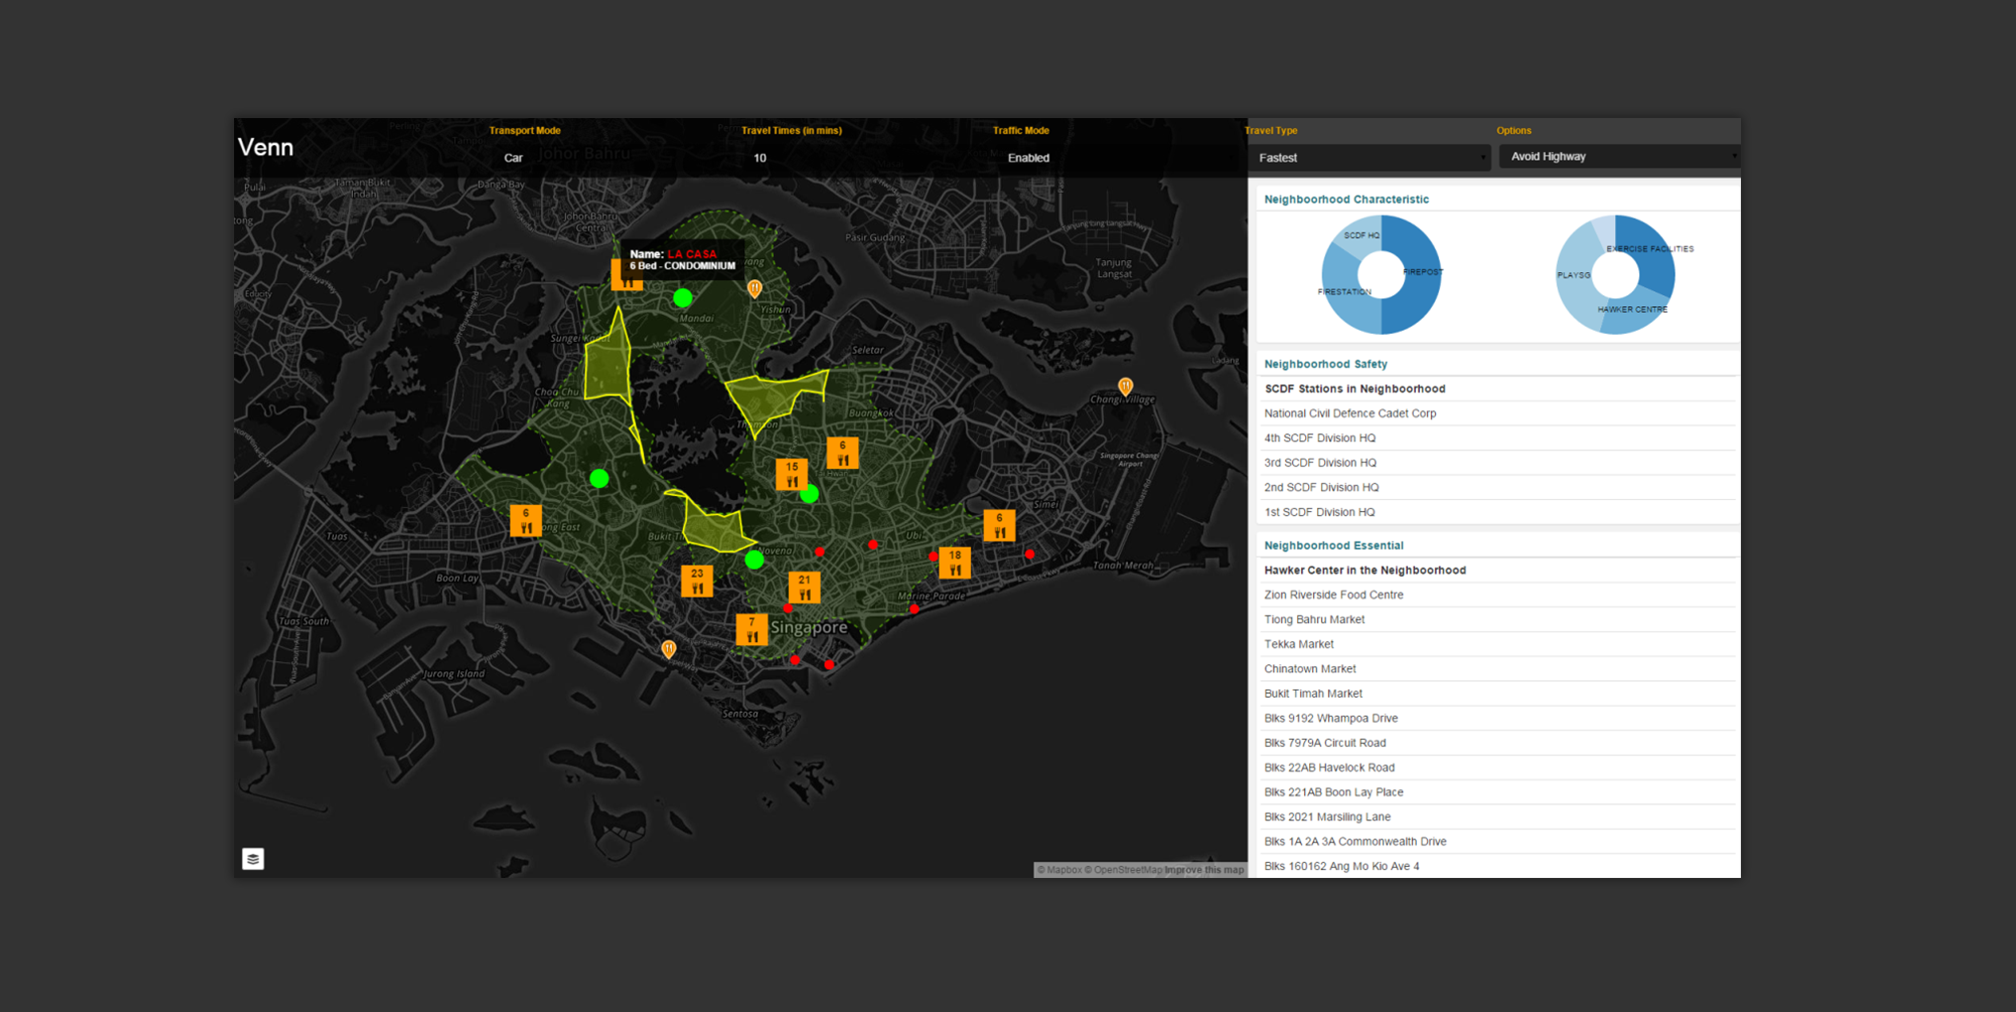 Venn
Transport Mode
Travel Times (in mins)
Traffic Mode
Travel Type
Options
Car
10
Enabled
Fastest
Avoid Highway
Johor Bahru
Pulai
Taman Bukit
Indah
Danga Bay
Johor Bahru
Central
Pasir Gudang
Tanjung
Langsat
Name: LA CASA
6 Bed - CONDOMINIUM
Yishun
Mandai
Seletar
Choa Chu
Kang
Buangkok
Changi Village
Singapore Changi
Airport
6
15
6
6
Simei
Tuas
Bukit
Novena
Ubi
18
Boon Lay
23
21
Tanah Merah
Marine Parade
Tuas South
7
Singapore
Jurong Island
Sentosa
© Mapbox © OpenStreetMap Improve this map
Neighboorhood Characteristic
SCDF HQ
FIREPOST
FIRESTATION
EXERCISE FACILITIES
PLAYSG
HAWKER CENTRE
Neighboorhood Safety
SCDF Stations in Neighboorhood
National Civil Defence Cadet Corp
4th SCDF Division HQ
3rd SCDF Division HQ
2nd SCDF Division HQ
1st SCDF Division HQ
Neighboorhood Essential
Hawker Center in the Neighboorhood
Zion Riverside Food Centre
Tiong Bahru Market
Tekka Market
Chinatown Market
Bukit Timah Market
Blks 9192 Whampoa Drive
Blks 7979A Circuit Road
Blks 22AB Havelock Road
Blks 221AB Boon Lay Place
Blks 2021 Marsiling Lane
Blks 1A 2A 3A Commonwealth Drive
Blks 160162 Ang Mo Kio Ave 4